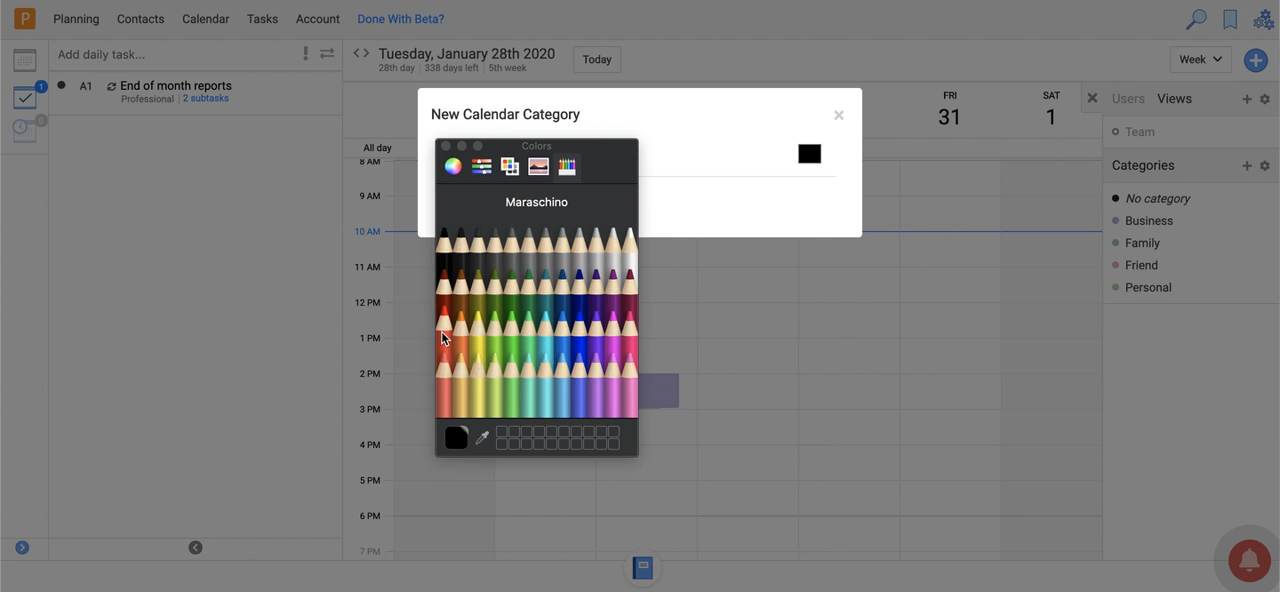 P Planning Contacts Calendar Tasks Account Done With Beta?
Add daily task...
A1 End of month reports
Professional 2 subtasks
1
6
Tuesday, January 28th 2020
28th day 338 days left 5th week
Today
Week
FRI
31
SAT
1
All day
8 AM
9 AM
10 AM
11 AM
12 PM
1 PM
2 PM
3 PM
4 PM
5 PM
6 PM
7 PM
New Calendar Category
Colors
Maraschino
Users Views
Team
Categories
No category
Business
Family
Friend
Personal